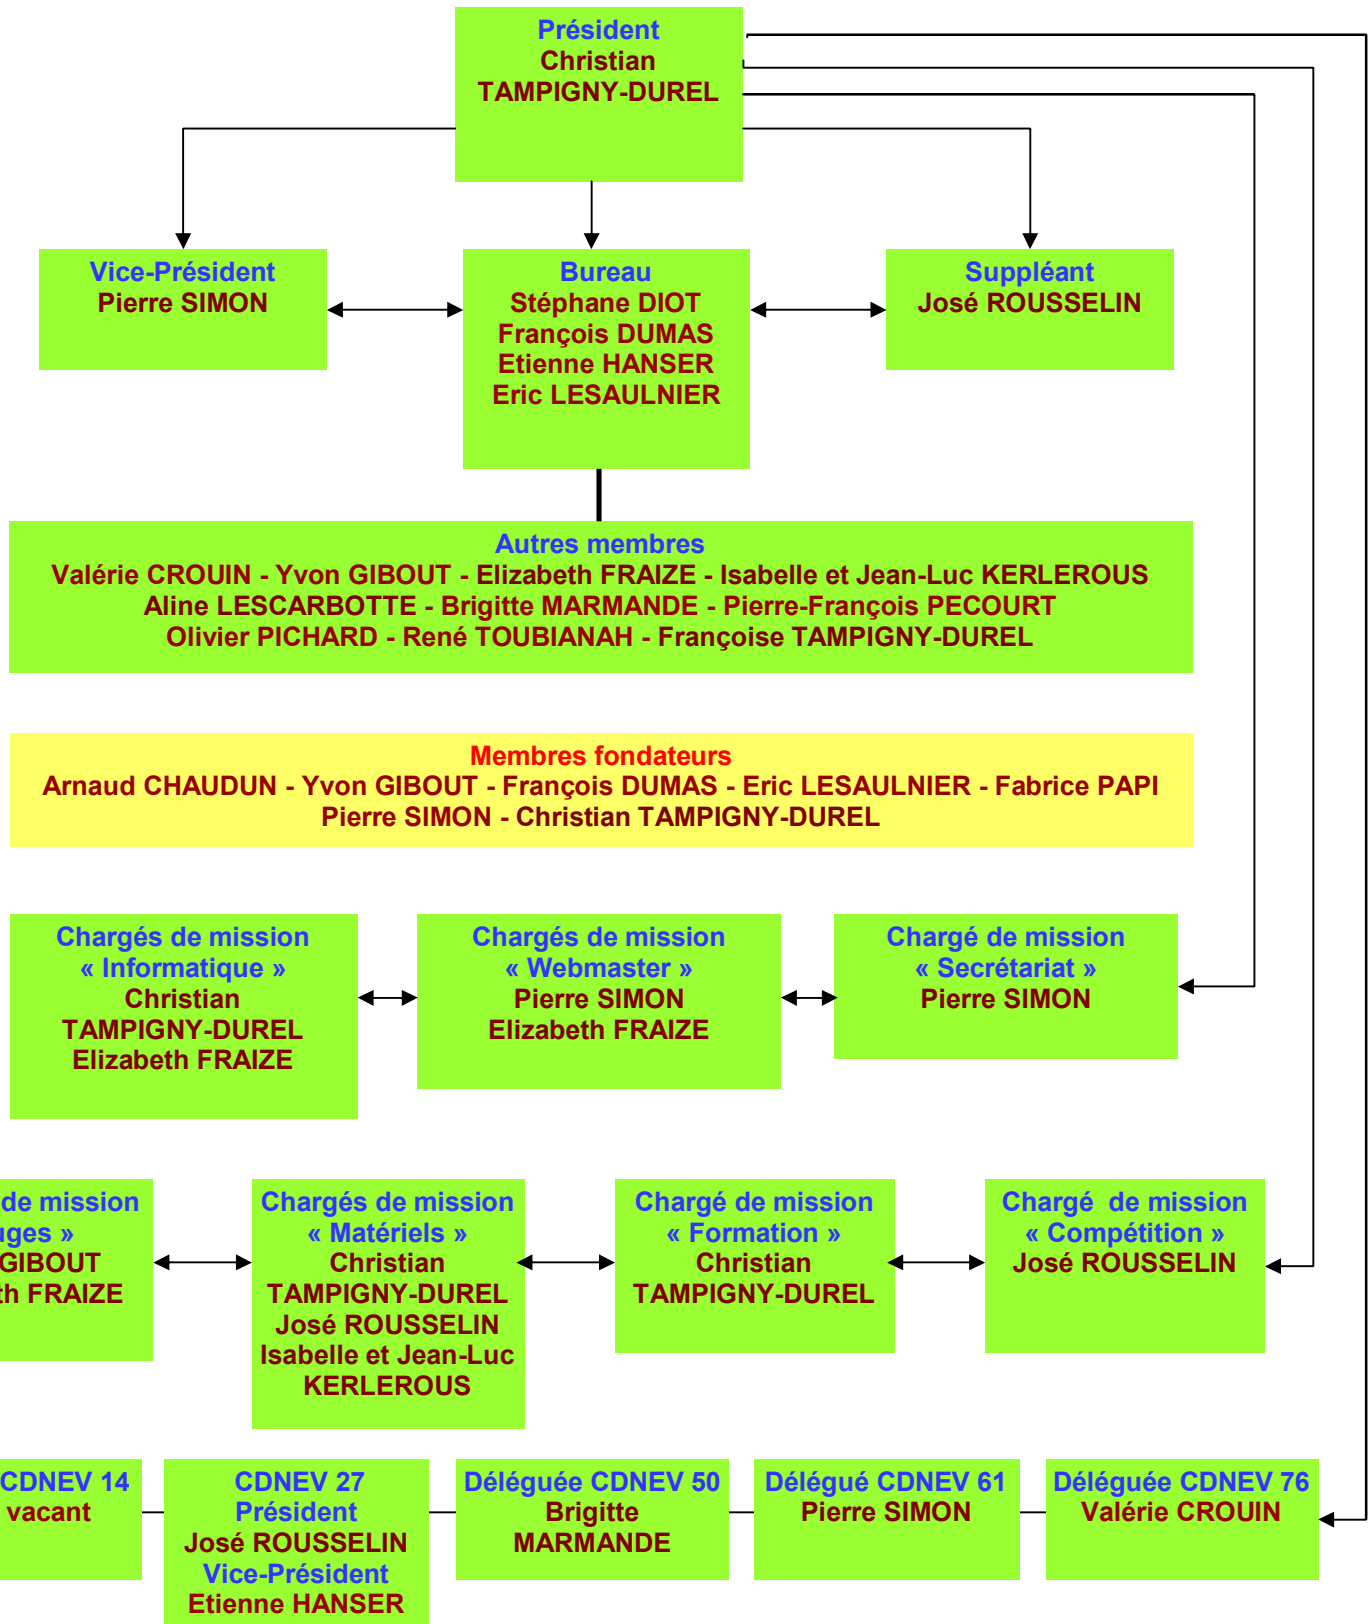 Président
Christian
TAMPIGNY-DUREL
Vice-Président
Pierre SIMON
Bureau
Stéphane DIOT
François DUMAS
Etienne HANSER
Eric LESAULNIER
Suppléant
José ROUSSELIN
Autres membres
Valérie CROUIN - Yvon GIBOUT - Elizabeth FRAIZE - Isabelle et Jean-Luc KERLEROUS
Aline LESCARBOTTE - Brigitte MARMANDE - Pierre-François PECOURT
Olivier PICHARD - René TOUBIANAH - Françoise TAMPIGNY-DUREL
Membres fondateurs
Arnaud CHAUDUN - Yvon GIBOUT - François DUMAS - Eric LESAULNIER - Fabrice PAPI
Pierre SIMON - Christian TAMPIGNY-DUREL
Chargés de mission
« Informatique »
Christian
TAMPIGNY-DUREL
Elizabeth FRAIZE
Chargés de mission
« Webmaster »
Pierre SIMON
Elizabeth FRAIZE
Chargé de mission
« Secrétariat »
Pierre SIMON
de mission
»
GIBOUT
FRAIZE
Chargés de mission
« Matériels »
Christian
TAMPIGNY-DUREL
José ROUSSELIN
Isabelle et Jean-Luc
KERLEROUS
Chargé de mission
« Formation »
Christian
TAMPIGNY-DUREL
Chargé de mission
« Compétition »
José ROUSSELIN
CDNEV 14
vacant
CDNEV 27
Président
José ROUSSELIN
Vice-Président
Etienne HANSER
Déléguée CDNEV 50
Brigitte
MARMANDE
Délégué CDNEV 61
Pierre SIMON
Déléguée CDNEV 76
Valérie CROUIN